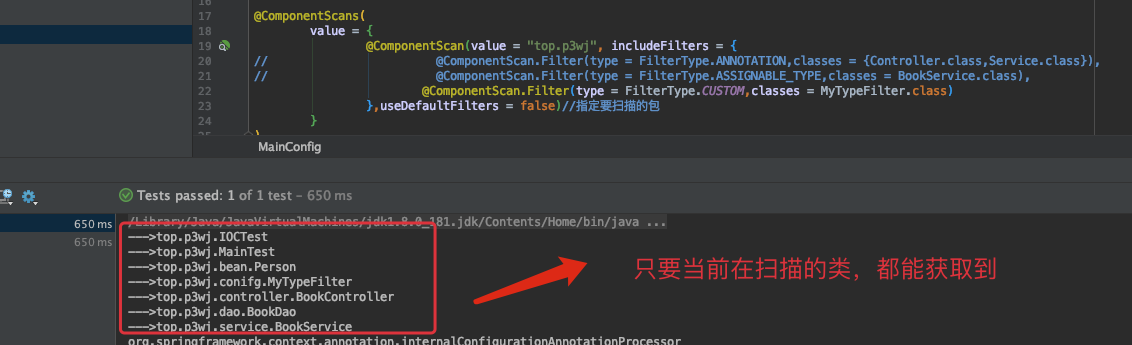 17 @ComponentScans(
18 value = {
19 @ComponentScan(value = "top.p3wj", includeFilters = {
20 // @ComponentScan.Filter(type = FilterType.ANNOTATION,classes = {Controller.class,Service.class}),
21 // @ComponentScan.Filter(type = FilterType.ASSIGNABLE_TYPE,classes = BookService.class),
22 @ComponentScan.Filter(type = FilterType.CUSTOM,classes = MyTypeFilter.class)
23 },useDefaultFilters = false)//指定要扫描的包
24 }
MainConfig
Tests passed: 1 of 1 test – 650 ms
650 ms
650 ms
/Library/Java/JavaVirtualMachines/jdk1.8.0_181.jdk/Contents/Home/bin/java ...
--->top.p3wj.IOCTest
--->top.p3wj.MainTest
--->top.p3wj.bean.Person
--->top.p3wj.conifg.MyTypeFilter
--->top.p3wj.controller.BookController
--->top.p3wj.dao.BookDao
--->top.p3wj.service.BookService
org.springframework.context.annotation.internalConfigurationAnnotationProcessor
只要当前在扫描的类，都能获取到